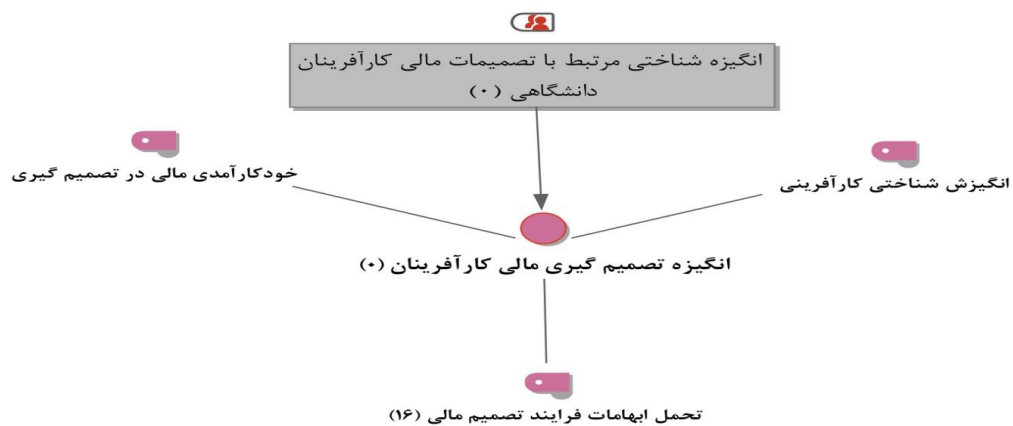 انگیزه شناختی مرتبط با تصمیمات مالی کارآفرینان
دانشگاهی (۰)
خودکارآمدی مالی در تصمیم گیری
انگیزش شناختی کارآفرینی
انگیزه تصمیم گیری مالی کارآفرینان (۰)
تحمل ابهامات فرایند تصمیم مالی (۱۶)